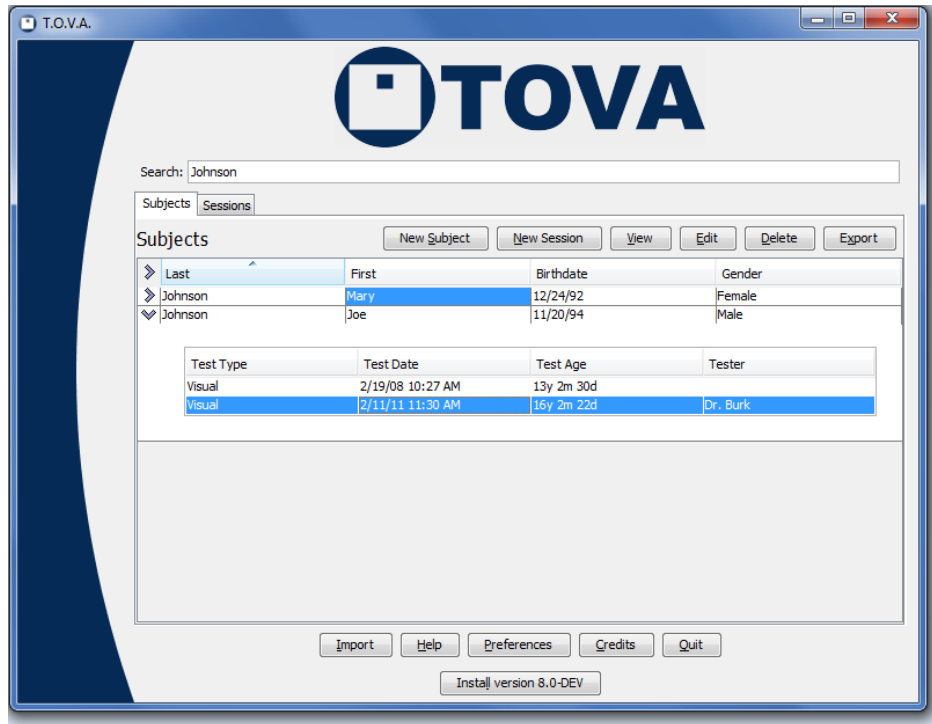 T.O.V.A.
TOVA
Search: Johnson
Subjects Sessions
Subjects New Subject New Session View Edit Delete Export
Last First Birthdate Gender
Johnson Mary 12/24/92 Female
Johnson Joe 11/20/94 Male
Test Type Test Date Test Age Tester
Visual 2/19/08 10:27 AM 13y 2m 30d
Visual 2/11/11 11:30 AM 16y 2m 22d Dr. Burk
Import Help Preferences Credits Quit
Install version 8.0-DEV